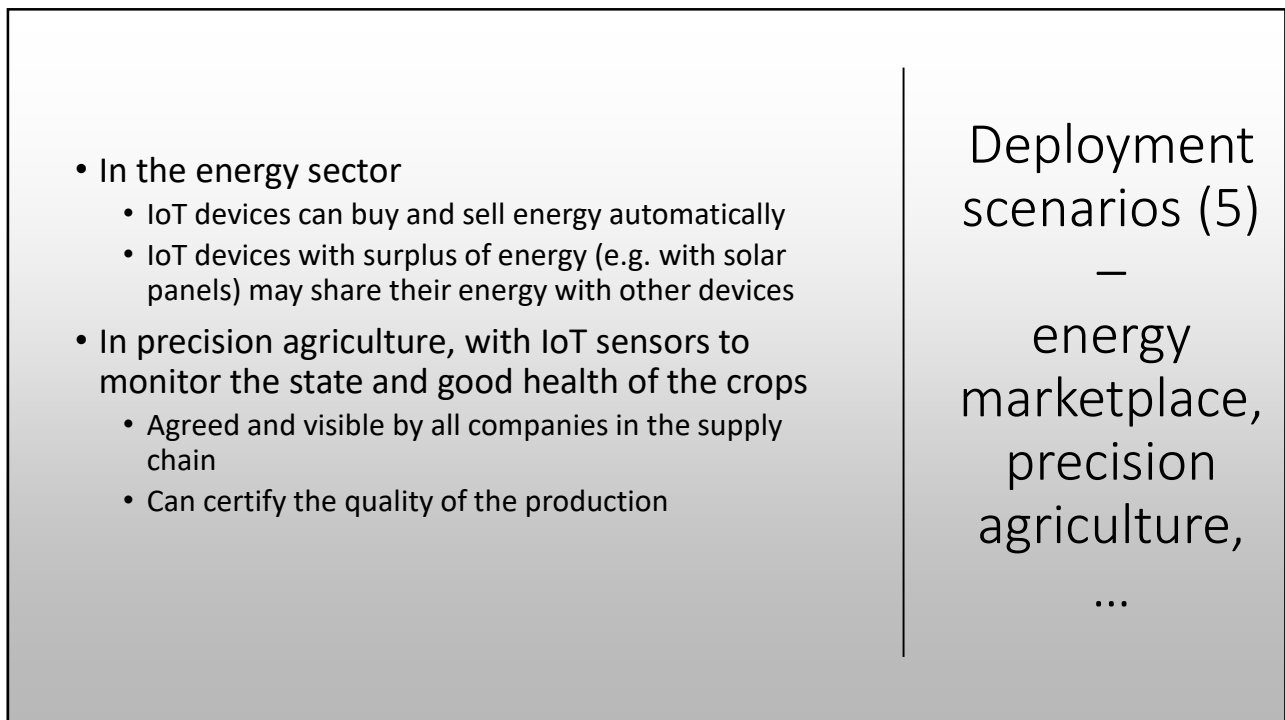 • In the energy sector
• IoT devices can buy and sell energy automatically
• IoT devices with surplus of energy (e.g. with solar
panels) may share their energy with other devices
• In precision agriculture, with IoT sensors to
monitor the state and good health of the crops
• Agreed and visible by all companies in the supply
chain
• Can certify the quality of the production
Deployment
scenarios (5)
–
energy
marketplace,
precision
agriculture,
...